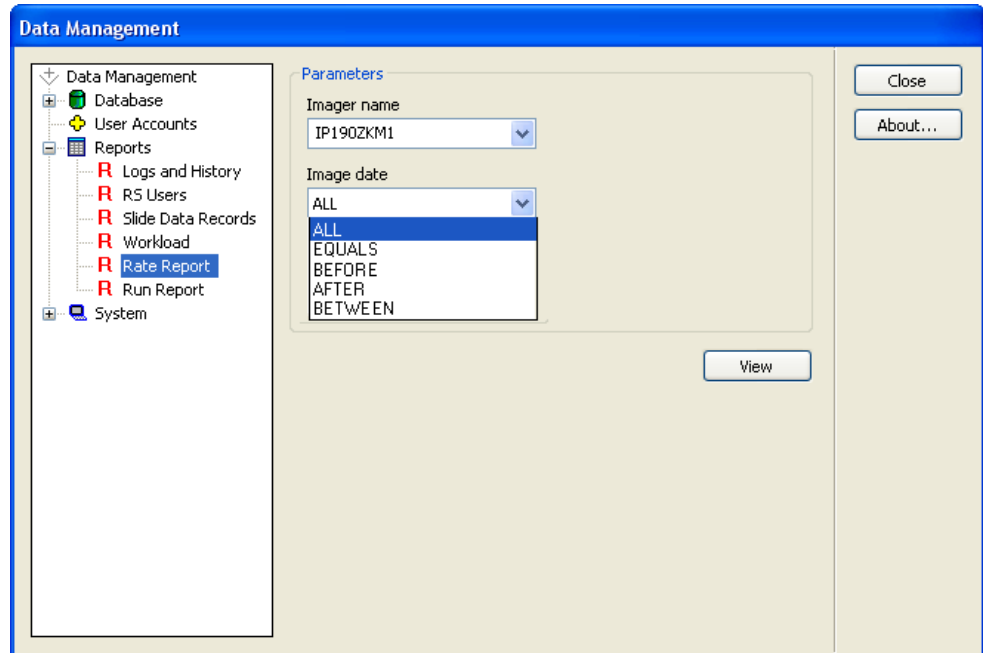 Data Management
Data Management
Database
User Accounts
Reports
R Logs and History
R RS Users
R Slide Data Records
R Workload
R Rate Report
R Run Report
System
Parameters
Imager name
IP190ZKM1
Image date
ALL
ALL
EQUALS
BEFORE
AFTER
BETWEEN
View
Close
About...